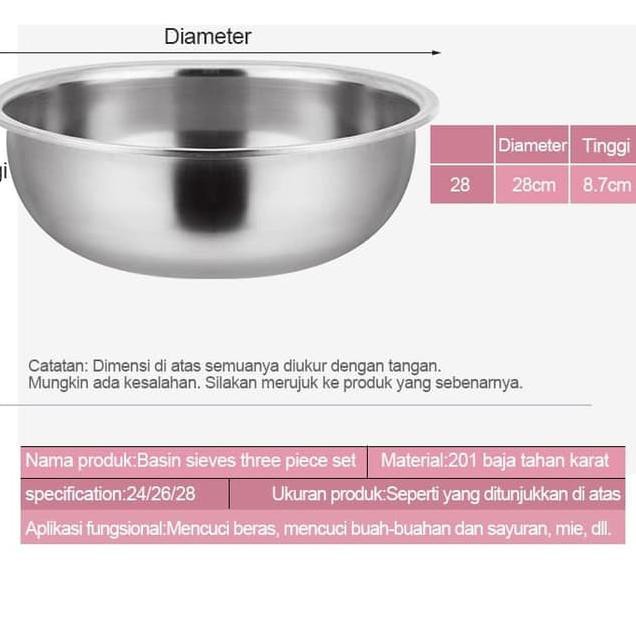 Diameter
Diameter Tinggi
28 28cm 8.7cm
Catatan: Dimensi di atas semuanya diukur dengan tangan.
Mungkin ada kesalahan. Silakan merujuk ke produk yang sebenarnya.
Nama produk:Basin sieves three piece set Material:201 baja tahan karat
specification:24/26/28 Ukuran produk:Seperti yang ditunjukkan di atas
Aplikasi fungsional:Mencuci beras, mencuci buah-buahan dan sayuran, mie, dll.